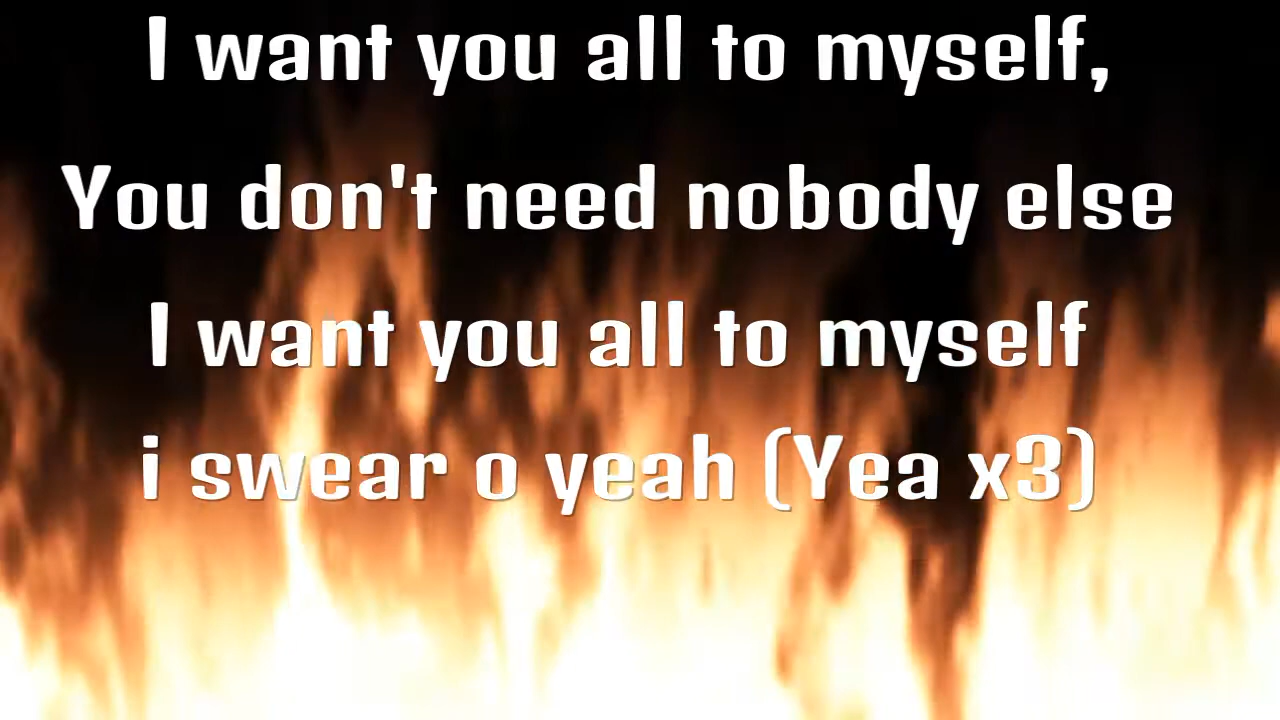 I want you all to myself,
You don't need nobody else
I want you all to myself
i swear o yeah (Yea x3)